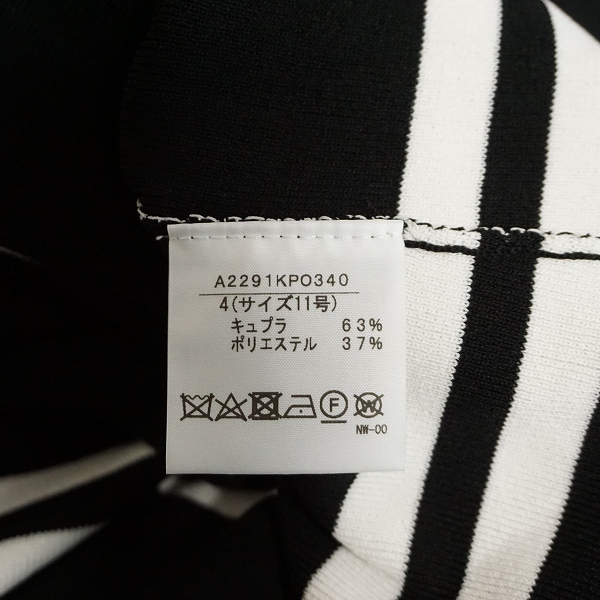 A2291KPO340
4(サイズ11号)
キュプラ 63%
ポリエステル 37%
F W
NW-00